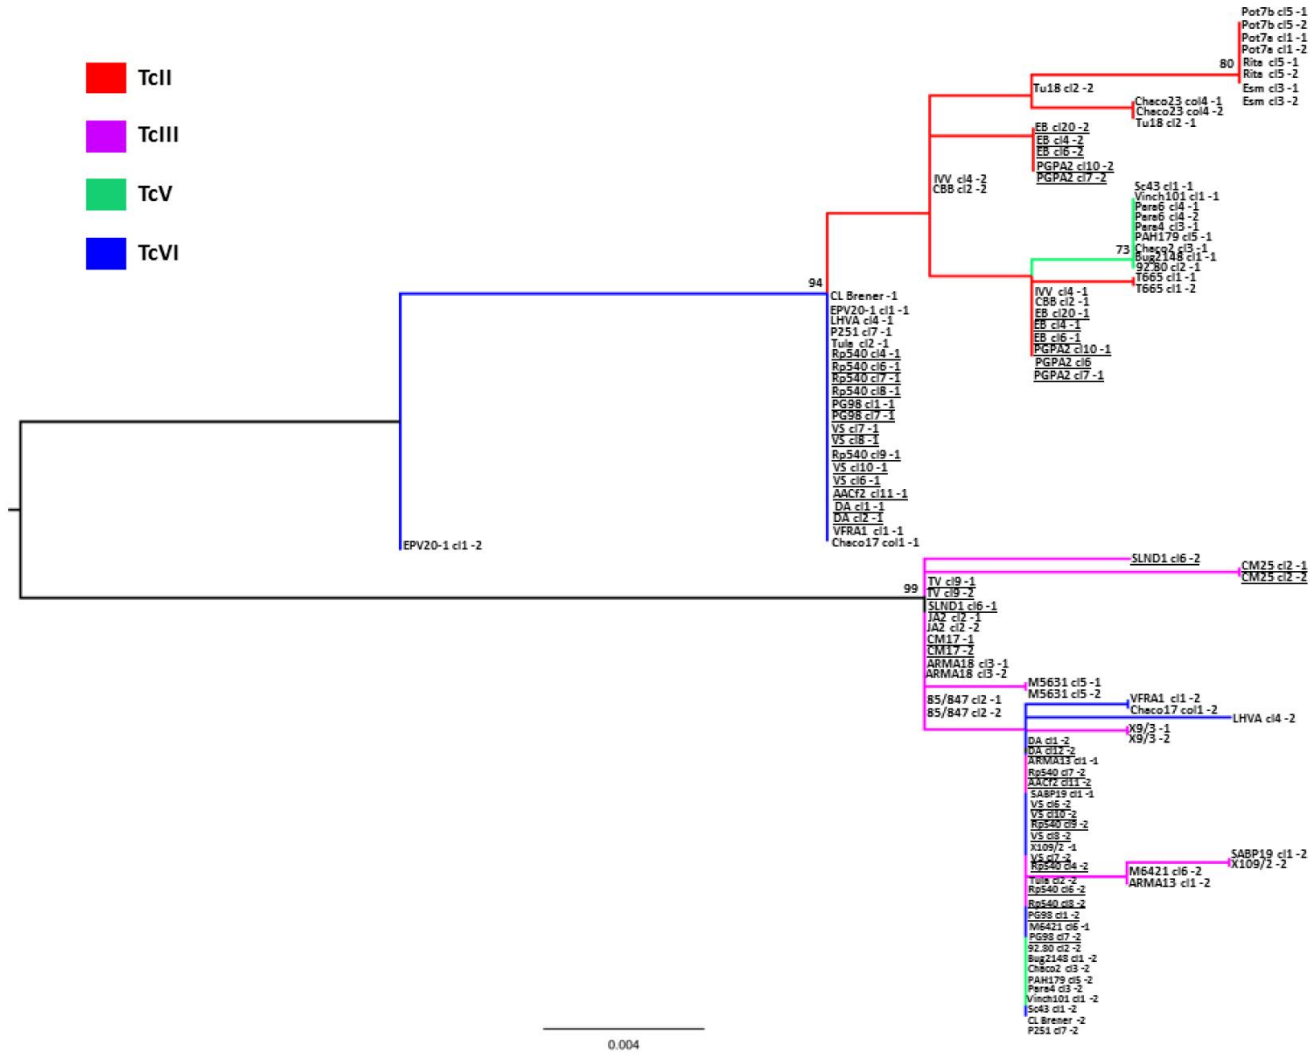 TcII
TcIII
TcV
TcVI
Pot7b cl5 -1
Pot7b cl5 -2
Pot7a cl1 -1
Pot7a cl1 -2
80
Rita cl5 -1
Rita cl5 -2
Esm cl3 -1
Esm cl3 -2
Tu18 cl2 -2
Chaco23 col4 -1
Chaco23 col4 -2
Tu18 cl2 -1
EB cl20 -2
EB cl4 -2
EB cl6 -2
PGPA2 cl10 -2
PGPA2 cl7 -2
IVV cl4 -2
CBB cl2 -2
Sc43 cl1 -1
Vinch101 cl1 -1
Para6 cl4 -1
Para6 cl4 -2
Para4 cl3 -1
PAH179 cl5 -1
73
Chaco2 cl3 -1
Bug2148 cl1 -1
92.80 cl2 -1
T665 cl1 -1
T665 cl1 -2
IVV cl4 -1
CBB cl2 -1
EB cl20 -1
EB cl4 -1
EB cl6 -1
PGPA2 cl10 -1
PGPA2 cl6
PGPA2 cl7 -1
94
CL Brener -1
EPV20-1 cl1 -1
LHVA cl4 -1
P251 cl7 -1
Tula cl2 -1
Rp540 cl4 -1
Rp540 cl6 -1
Rp540 cl7 -1
Rp540 cl8 -1
PG98 cl1 -1
PG98 cl7 -1
VS cl7 -1
VS cl8 -1
Rp540 cl9 -1
VS cl10 -1
VS cl6 -1
AACf2 cl11 -1
DA cl1 -1
DA cl2 -1
VFRA1 cl1 -1
Chaco17 col1 -1
EPV20-1 cl1 -2
SLND1 cl6 -2
CM25 cl2 -1
CM25 cl2 -2
99
TV cl9 -1
TV cl9 -2
SLND1 cl6 -1
JA2 cl2 -1
JA2 cl2 -2
CM17 -1
CM17 -2
ARMA18 cl3 -1
ARMA18 cl3 -2
M5631 cl5 -1
M5631 cl5 -2
85/847 cl2 -1
85/847 cl2 -2
VFRA1 cl1 -2
Chaco17 col1 -2
LHVA cl4 -2
X9/3 -1
X9/3 -2
DA cl1 -2
DA cl12 -2
ARMA13 cl1 -1
Rp540 cl7 -2
AACf2 cl11 -2
SABP19 cl1 -1
VS cl6 -2
VS cl10 -2
Rp540 cl9 -2
VS cl8 -2
X109/2 -1
VS cl7 -2
Rp540 cl4 -2
Tula cl2 -2
Rp540 cl6 -2
Rp540 cl8 -2
PG98 cl1 -2
M6421 cl6 -1
PG98 cl7 -2
92.80 cl2 -2
Bug2148 cl1 -2
Chaco2 cl3 -2
PAH179 cl5 -2
Para4 cl3 -2
Vinch101 cl1 -2
Sc43 cl1 -2
CL Brener -2
P251 cl7 -2
SABP19 cl1 -2
X109/2 -2
M6421 cl6 -2
ARMA13 cl1 -2
0.004